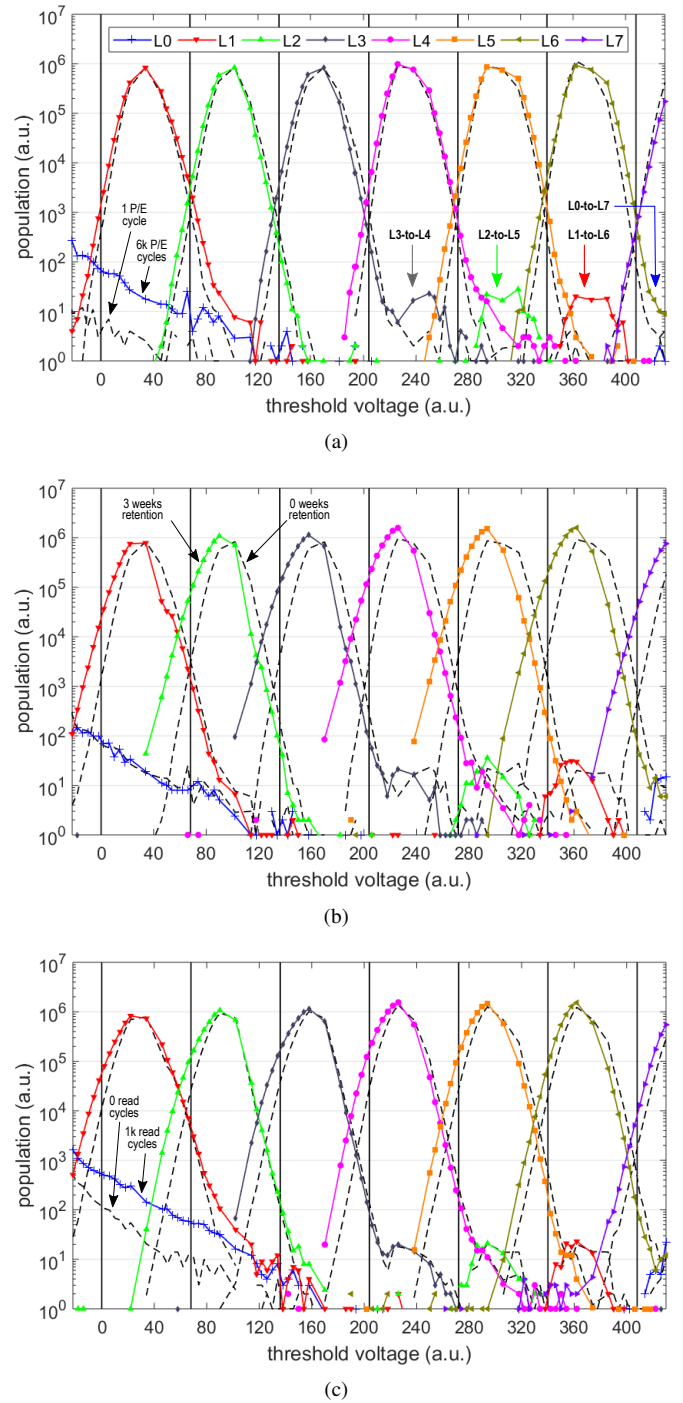 L0 L1 L2 L3 L4 L5 L6 L7
10^7
10^6
10^5
10^4
10^3
10^2
10^1
10^0
population (a.u.)
1 P/E
cycle
6k P/E
cycles
L3-to-L4
L2-to-L5
L1-to-L6
L0-to-L7
0 40 80 120 160 200 240 280 320 360 400
threshold voltage (a.u.)
(a)
10^7
10^6
10^5
10^4
10^3
10^2
10^1
10^0
population (a.u.)
3 weeks
retention
0 weeks
retention
0 40 80 120 160 200 240 280 320 360 400
threshold voltage (a.u.)
(b)
10^7
10^6
10^5
10^4
10^3
10^2
10^1
10^0
population (a.u.)
0 read
cycles
1k read
cycles
0 40 80 120 160 200 240 280 320 360 400
threshold voltage (a.u.)
(c)